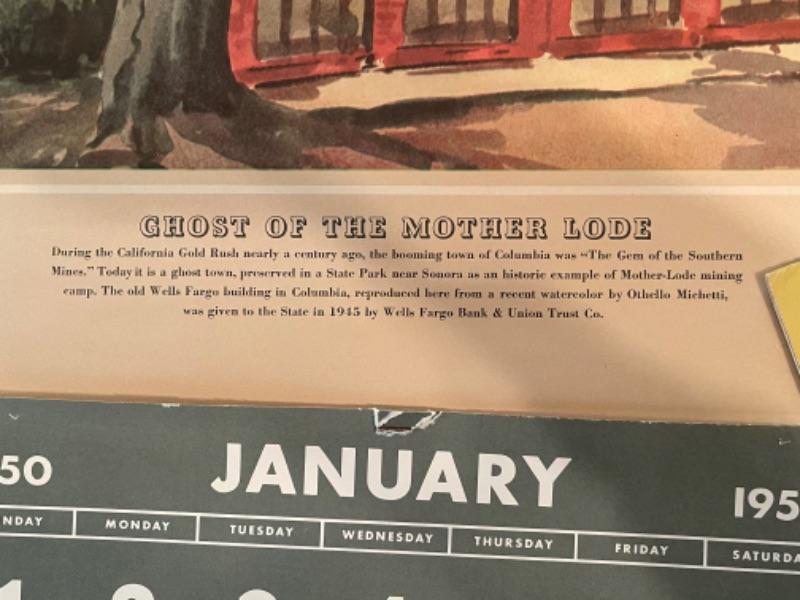 GHOST OF THE MOTHER LODE
During the California Gold Rush nearly a century ago, the booming town of Columbia was "The Gem of the Southern
Mines." Today it is a ghost town, preserved in a State Park near Sonora as an historic example of Mother-Lode mining
camp. The old Wells Fargo building in Columbia, reproduced here from a recent watercolor by Othello Michetti,
was given to the State in 1945 by Wells Fargo Bank & Union Trust Co.
50 JANUARY 195
NDAY MONDAY TUESDAY WEDNESDAY THURSDAY FRIDAY SATURDA
1 2 3 4